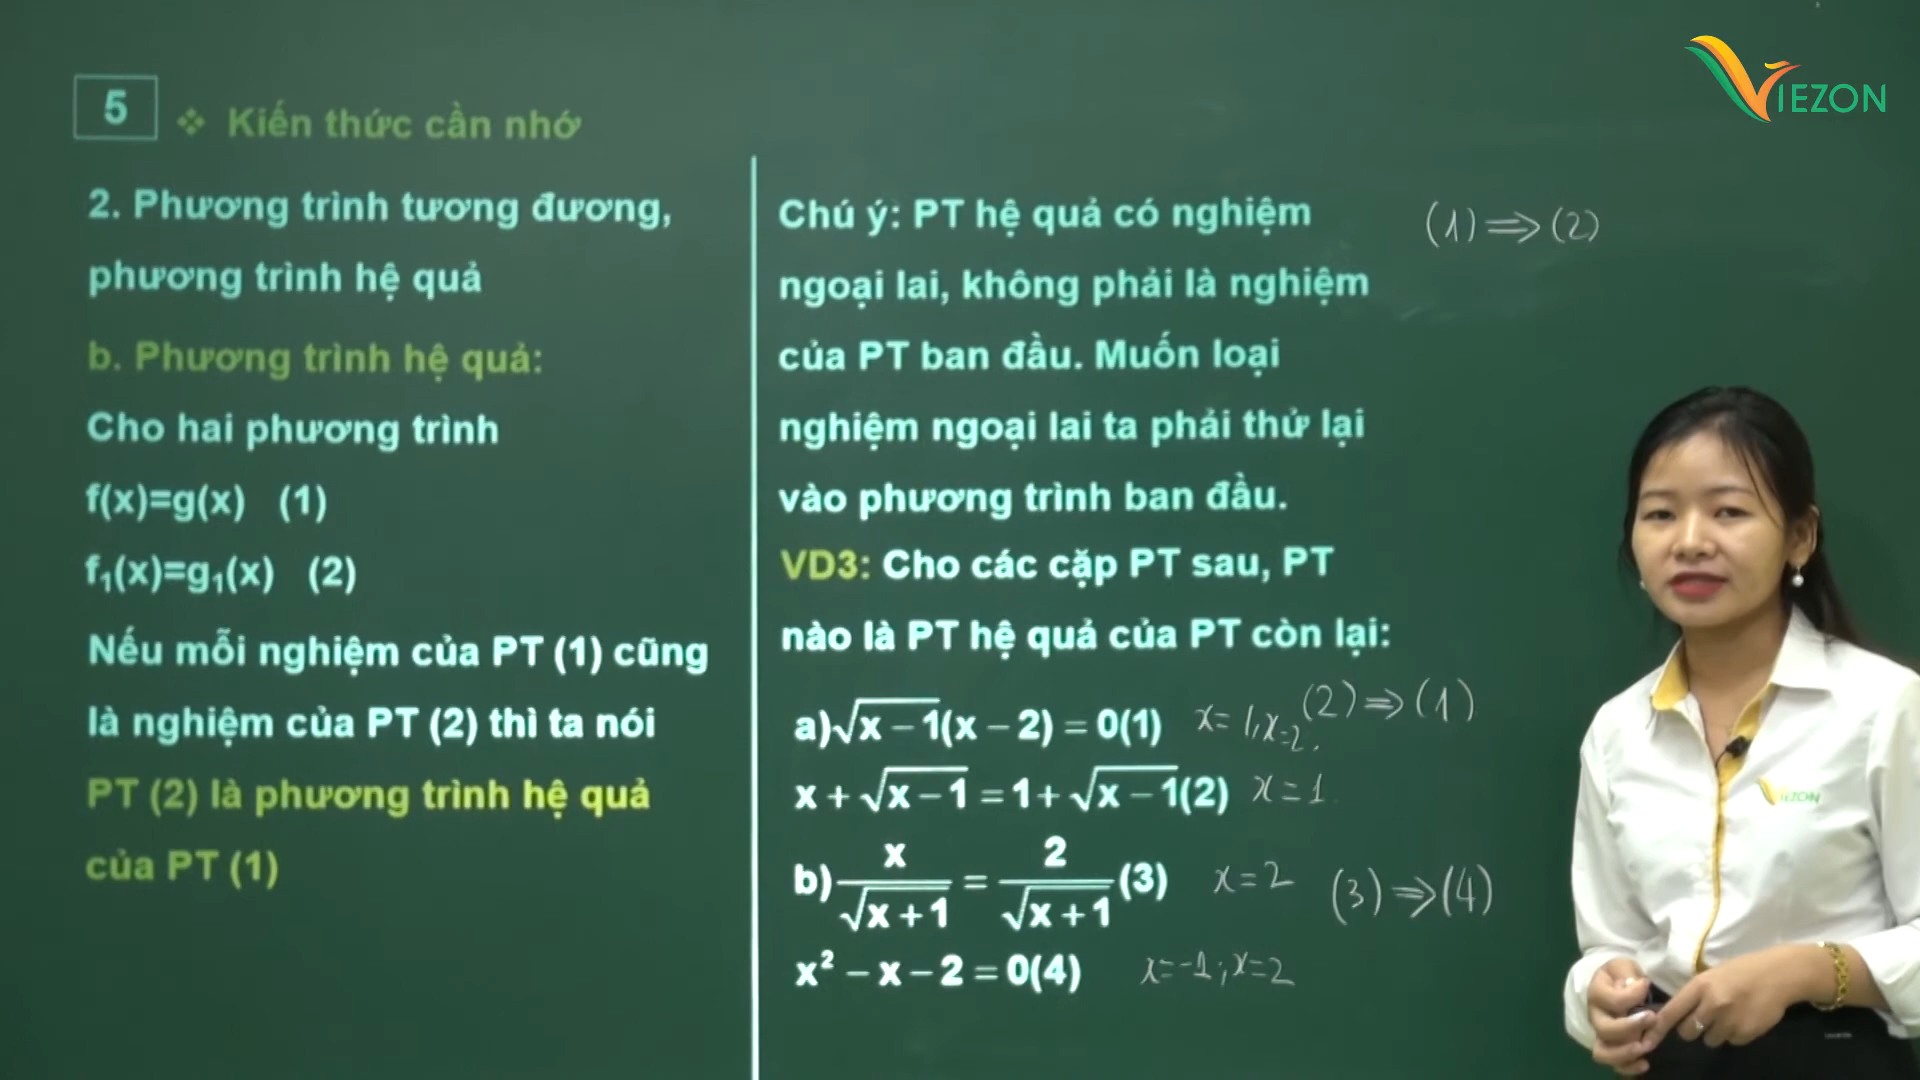 VIEZON
5
❖ Kiến thức cần nhớ
2. Phương trình tương đương,
phương trình hệ quả
b. Phương trình hệ quả:
Cho hai phương trình
f(x)=g(x) (1)
f₁(x)=g₁(x) (2)
Nếu mỗi nghiệm của PT (1) cũng
là nghiệm của PT (2) thì ta nói
PT (2) là phương trình hệ quả
của PT (1)
Chú ý: PT hệ quả có nghiệm (1) ⇒ (2)
ngoại lai, không phải là nghiệm
của PT ban đầu. Muốn loại
nghiệm ngoại lai ta phải thử lại
vào phương trình ban đầu.
VD3: Cho các cặp PT sau, PT
nào là PT hệ quả của PT còn lại:
a)√(x − 1)(x − 2) = 0(1) x = 1, x = 2. (2) ⇒ (1)
x + √(x − 1) = 1 + √(x − 1)(2) x = 1
b) x/√(x + 1) = 2/√(x + 1) (3) x = 2 (3) ⇒ (4)
x² − x − 2 = 0(4) x = -1; x = 2
VIEZON